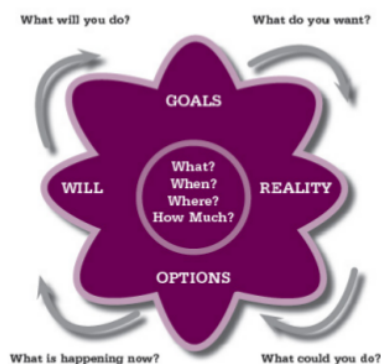 What will you do?
What do you want?
GOALS
What?
When?
Where?
How Much?
WILL
REALITY
OPTIONS
What is happening now?
What could you do?